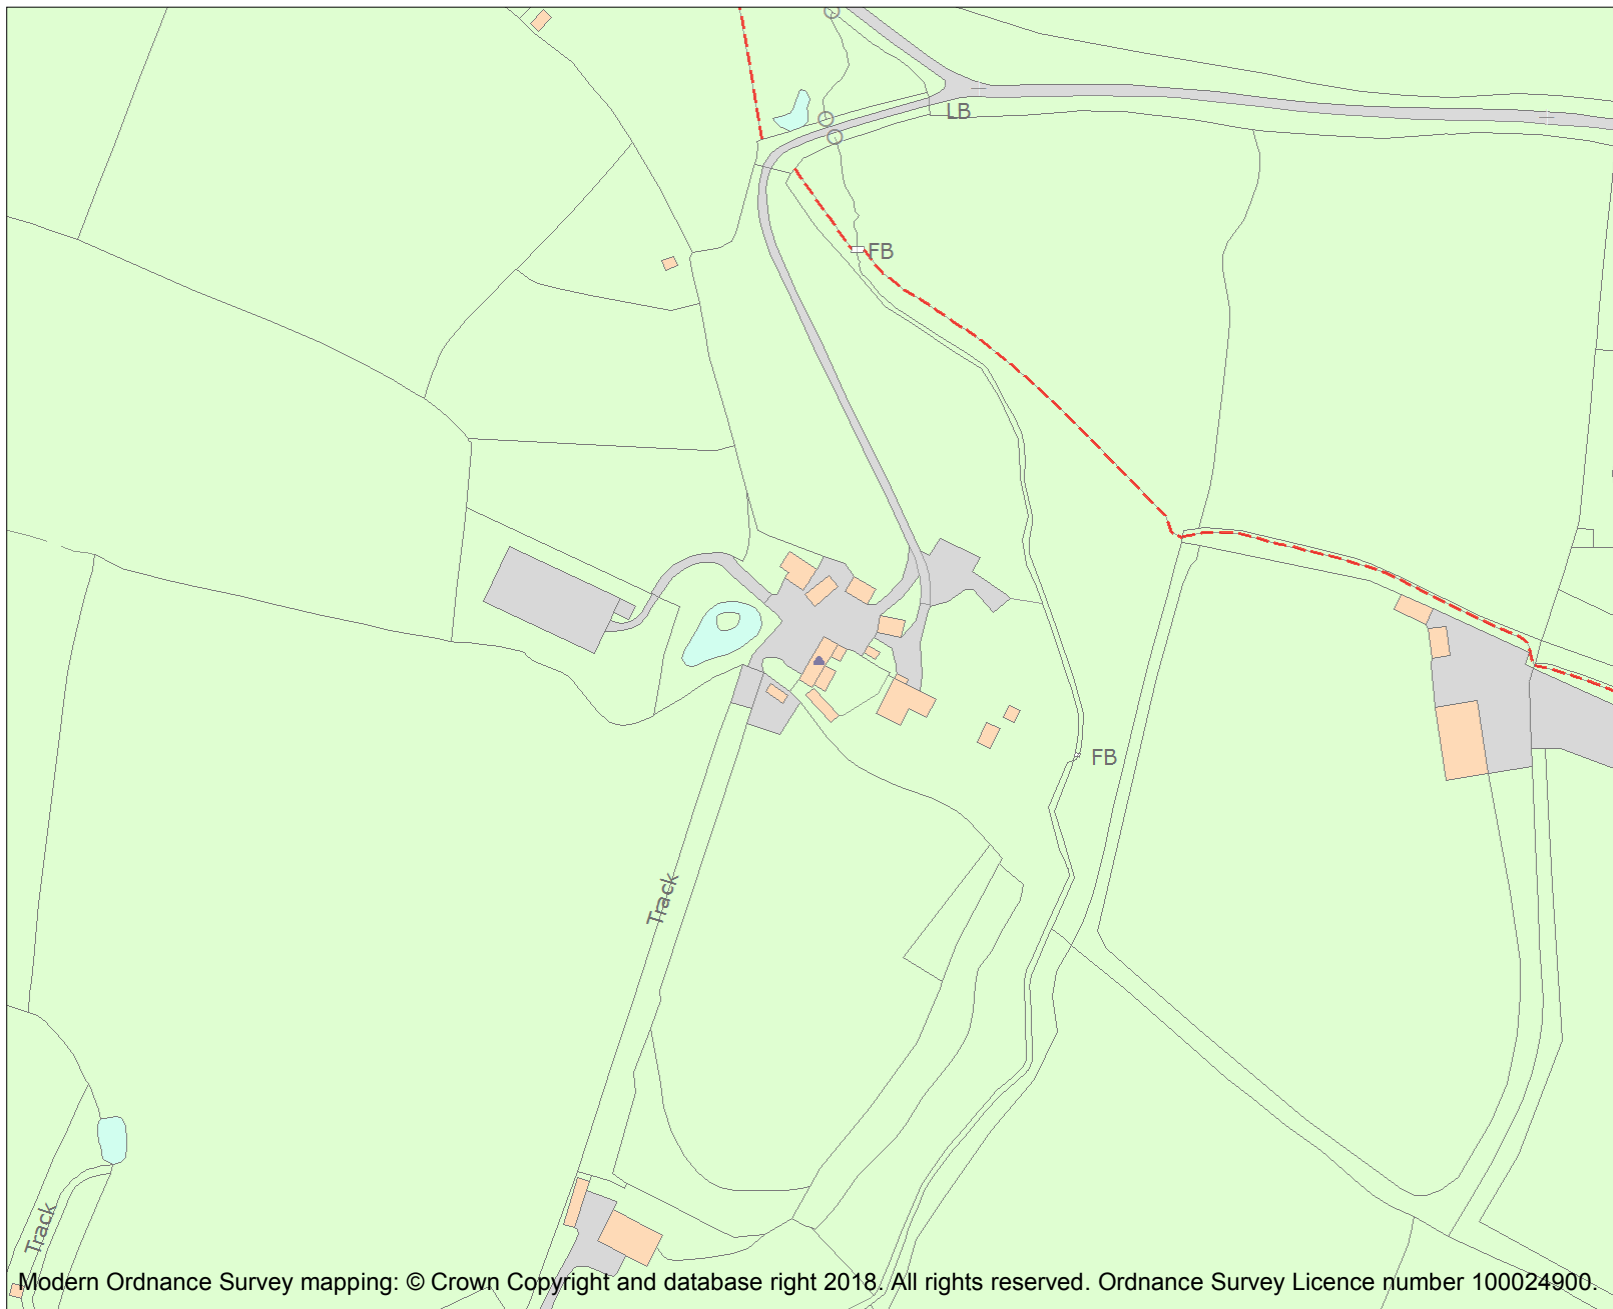 LB
FB
FB
Track
Track
Modern Ordnance Survey mapping: © Crown Copyright and database right 2018. All rights reserved. Ordnance Survey Licence number 100024900.